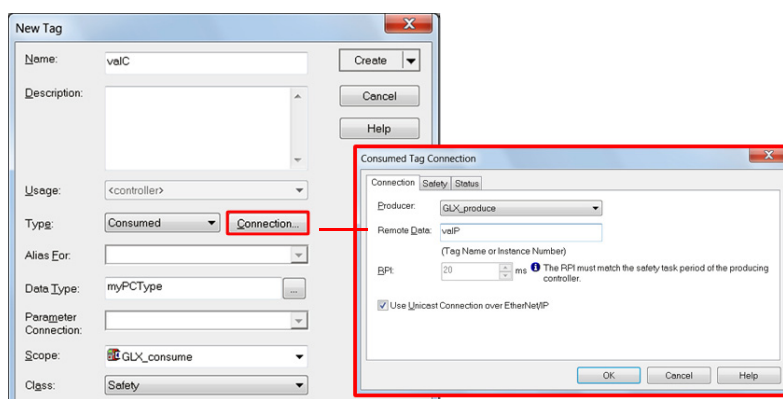 New Tag
Name:
valC
Create
Description:
Cancel
Help
Usage:
<controller>
Type:
Consumed
Connection...
Alias For:
Data Type:
myPCType
...
Parameter
Connection:
Scope:
GLX_consume
Class:
Safety
Consumed Tag Connection
Connection Safety Status
Producer:
GLX_produce
Remote Data:
valP
(Tag Name or Instance Number)
RPI:
20
ms
The RPI must match the safety task period of the producing
controller.
Use Unicast Connection over EtherNet/IP
OK
Cancel
Help